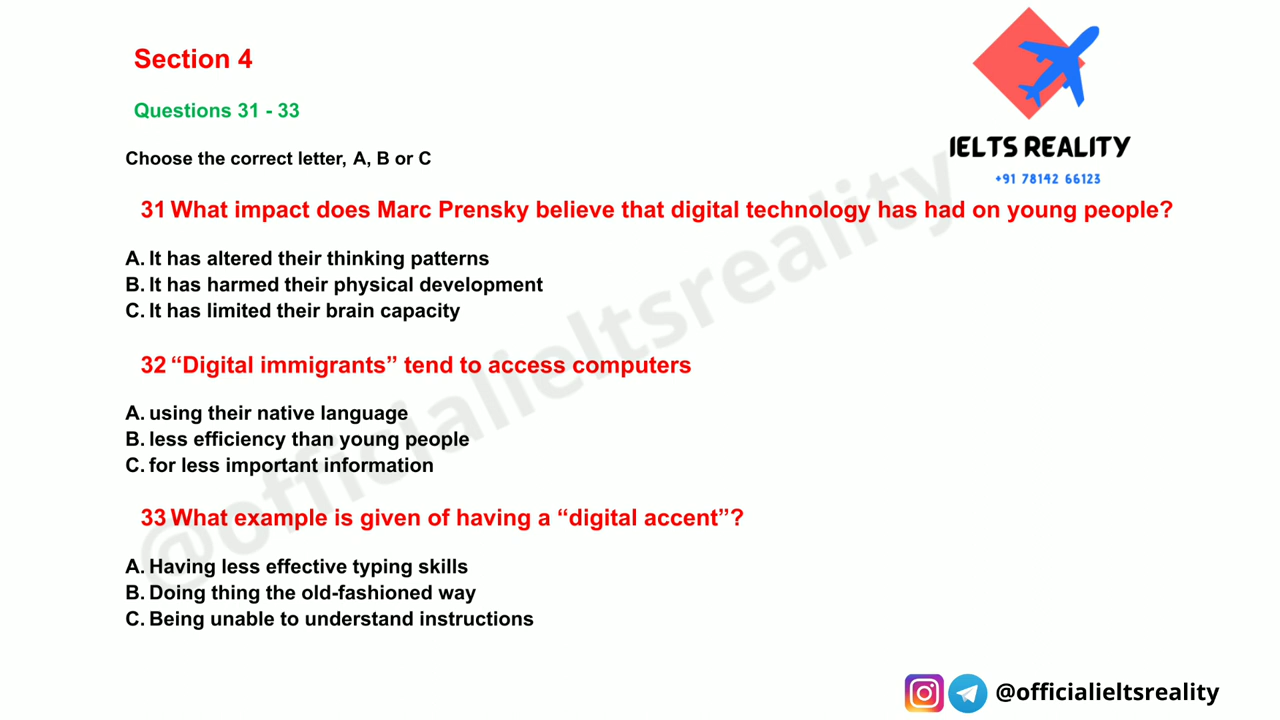 Section 4
IELTS REALITY
+91 78142 66123
Questions 31 - 33
Choose the correct letter, A, B or C
31 What impact does Marc Prensky believe that digital technology has had on young people?
A. It has altered their thinking patterns
B. It has harmed their physical development
C. It has limited their brain capacity
32 “Digital immigrants” tend to access computers
A. using their native language
B. less efficiency than young people
C. for less important information
33 What example is given of having a “digital accent”?
A. Having less effective typing skills
B. Doing thing the old-fashioned way
C. Being unable to understand instructions
@officialieltsreality
@officialieltsreality